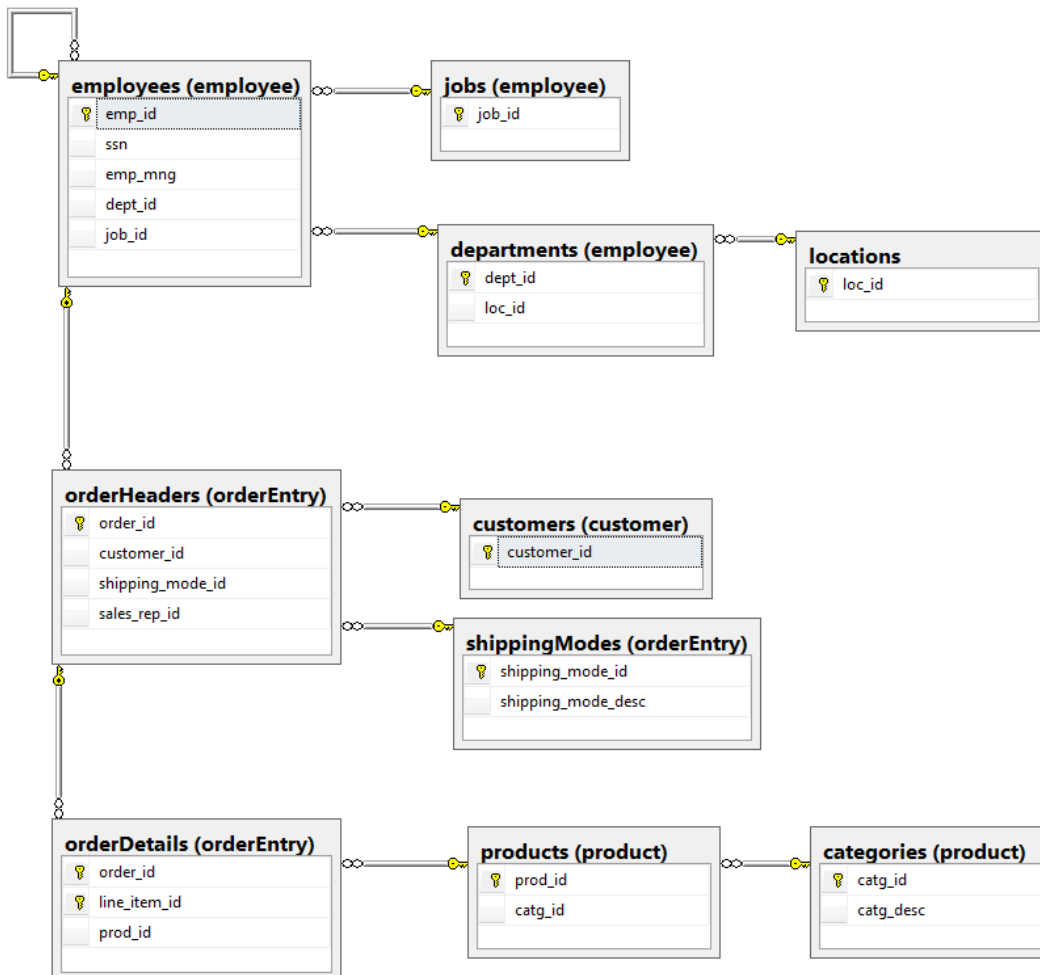 employees (employee)
emp_id
ssn
emp_mng
dept_id
job_id
jobs (employee)
job_id
departments (employee)
dept_id
loc_id
locations
loc_id
orderHeaders (orderEntry)
order_id
customer_id
shipping_mode_id
sales_rep_id
customers (customer)
customer_id
shippingModes (orderEntry)
shipping_mode_id
shipping_mode_desc
orderDetails (orderEntry)
order_id
line_item_id
prod_id
products (product)
prod_id
catg_id
categories (product)
catg_id
catg_desc